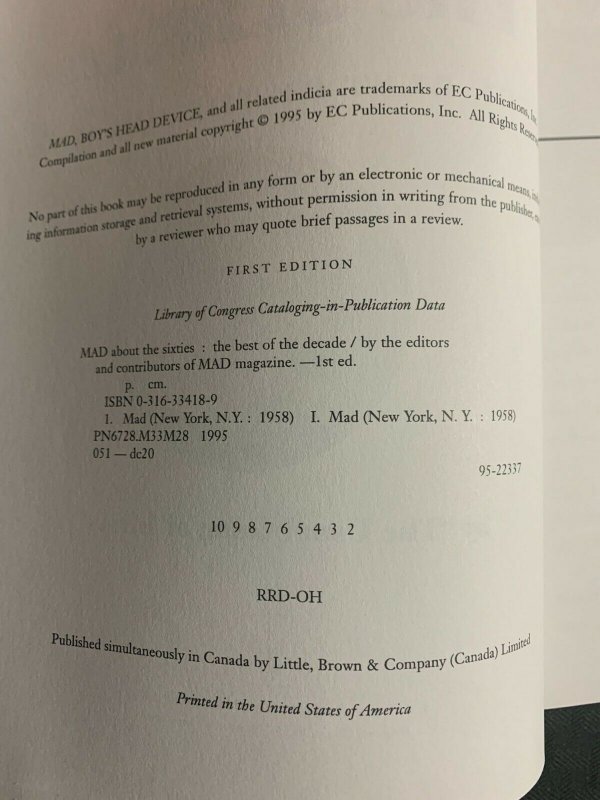 MAD, BOY'S HEAD DEVICE, and all related indicia are trademarks of EC Publications,
Compilation and all new material copyright © 1995 by EC Publications, Inc. All Rights
No part of this book may be reproduced in any form or by an electronic or mechanical means,
ing information storage and retrieval systems, without permission in writing from the publisher,
by a reviewer who may quote brief passages in a review.
FIRST EDITION
Library of Congress Cataloging-in-Publication Data
MAD about the sixties : the best of the decade / by the editors
and contributors of MAD magazine. —1st ed.
p. cm.
ISBN 0-316-33418-9
1. Mad (New York, N.Y. : 1958) I. Mad (New York, N. Y. : 1958)
PN6728.M33M28 1995
051 — dc20
95-22337
10 9 8 7 6 5 4 3 2
RRD-OH
Published simultaneously in Canada by Little, Brown & Company (Canada) Limited
Printed in the United States of America